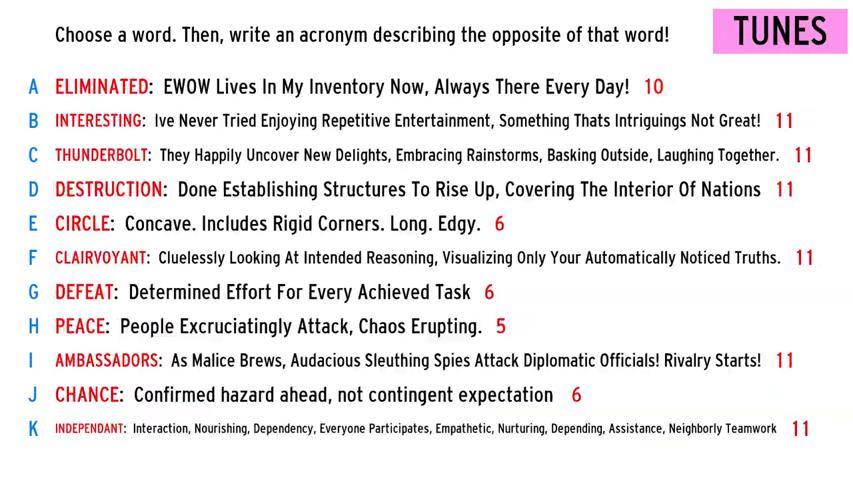 Choose a word. Then, write an acronym describing the opposite of that word!
TUNES
A ELIMINATED: EWOW Lives In My Inventory Now, Always There Every Day! 10
B INTERESTING: Ive Never Tried Enjoying Repetitive Entertainment, Something Thats Intriguings Not Great! 11
C THUNDERBOLT: They Happily Uncover New Delights, Embracing Rainstorms, Basking Outside, Laughing Together. 11
D DESTRUCTION: Done Establishing Structures To Rise Up, Covering The Interior Of Nations 11
E CIRCLE: Concave. Includes Rigid Corners. Long. Edgy. 6
F CLAIRVOYANT: Cluelessly Looking At Intended Reasoning, Visualizing Only Your Automatically Noticed Truths. 11
G DEFEAT: Determined Effort For Every Achieved Task 6
H PEACE: People Excruciatingly Attack, Chaos Erupting. 5
I AMBASSADORS: As Malice Brews, Audacious Sleuthing Spies Attack Diplomatic Officials! Rivalry Starts! 11
J CHANCE: Confirmed hazard ahead, not contingent expectation 6
K INDEPENDANT: Interaction, Nourishing, Dependency, Everyone Participates, Empathetic, Nurturing, Depending, Assistance, Neighborly Teamwork 11